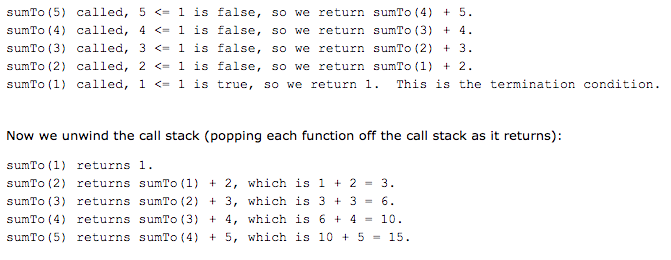 sumTo(5) called, 5 <= 1 is false, so we return sumTo(4) + 5.
sumTo(4) called, 4 <= 1 is false, so we return sumTo(3) + 4.
sumTo(3) called, 3 <= 1 is false, so we return sumTo(2) + 3.
sumTo(2) called, 2 <= 1 is false, so we return sumTo(1) + 2.
sumTo(1) called, 1 <= 1 is true, so we return 1.  This is the termination condition.
Now we unwind the call stack (popping each function off the call stack as it returns):
sumTo(1) returns 1.
sumTo(2) returns sumTo(1) + 2, which is 1 + 2 = 3.
sumTo(3) returns sumTo(2) + 3, which is 3 + 3 = 6.
sumTo(4) returns sumTo(3) + 4, which is 6 + 4 = 10.
sumTo(5) returns sumTo(4) + 5, which is 10 + 5 = 15.